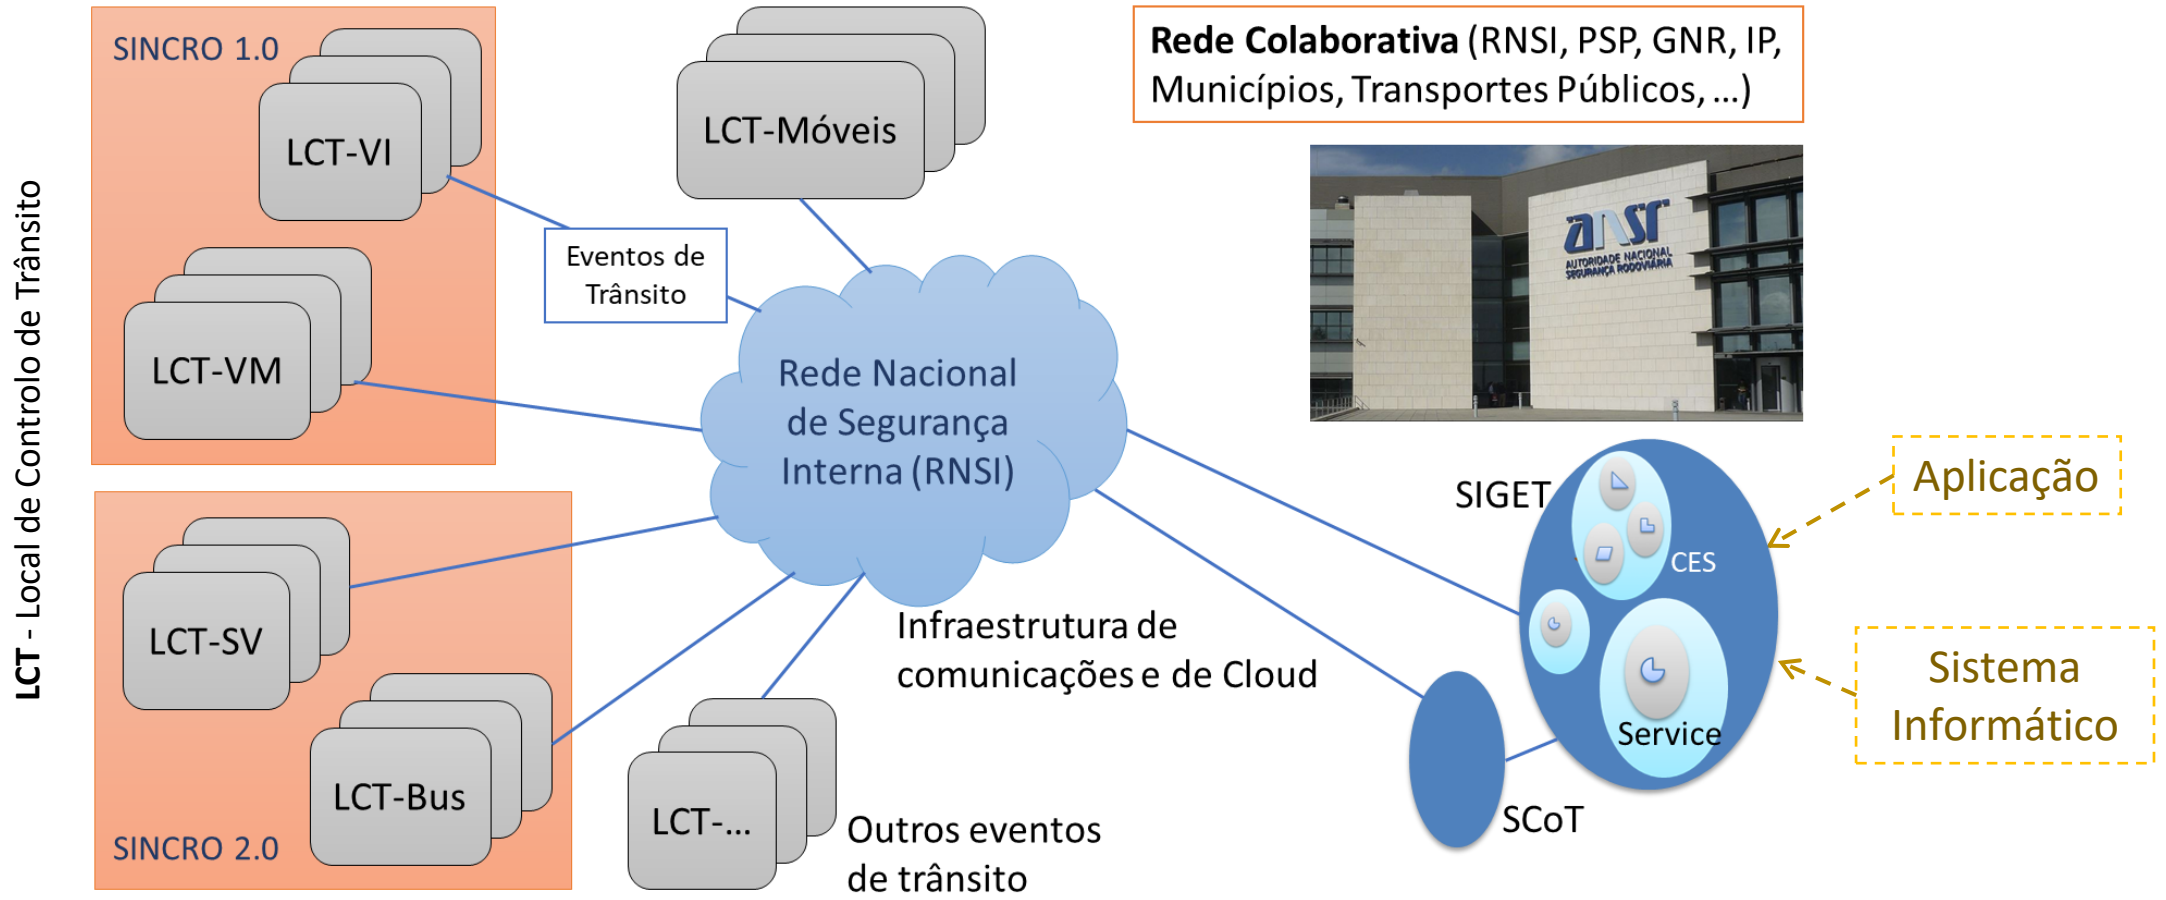 LCT - Local de Controlo de Trânsito
SINCRO 1.0
LCT-VI
LCT-VM
LCT-Móveis
Eventos de
Trânsito
Rede Colaborativa (RNSI, PSP, GNR, IP,
Municípios, Transportes Públicos, ...)
ansr
AUTORIDADE NACIONAL
SEGURANÇA RODOVIÁRIA
Rede Nacional
de Segurança
Interna (RNSI)
Infraestrutura de
comunicações e de Cloud
LCT-SV
LCT-Bus
SINCRO 2.0
LCT-...
Outros eventos
de trânsito
SIGET
CES
Service
SCoT
Aplicação
Sistema
Informático